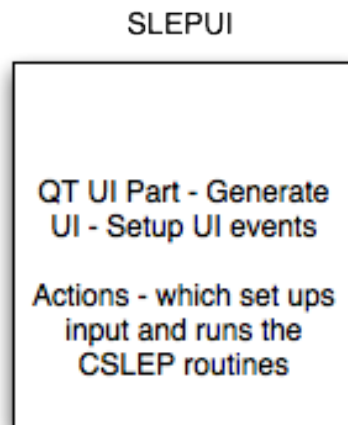 SLEPUI
QT UI Part - Generate
UI - Setup UI events
Actions - which set ups
input and runs the
CSLEP routines